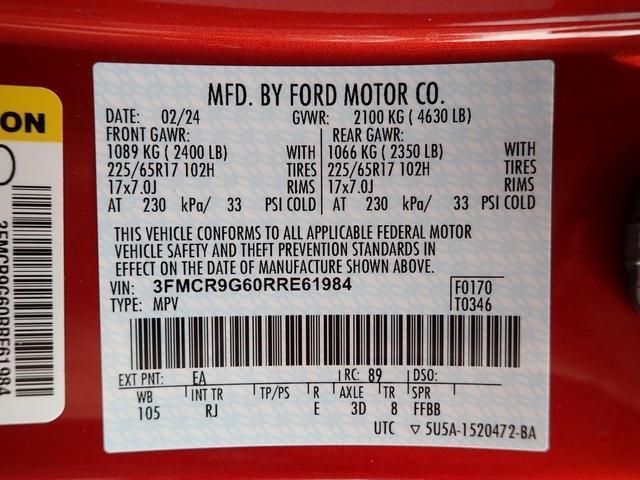 ON
3FMCR9G60RRE61984
MFD. BY FORD MOTOR CO.
DATE: 02/24 GVWR: 2100 KG ( 4630 LB)
FRONT GAWR: REAR GAWR:
1089 KG ( 2400 LB) WITH 1066 KG ( 2350 LB) WITH
225/65R17 102H TIRES 225/65R17 102H TIRES
17x7.0J RIMS 17x7.0J RIMS
AT 230 kPa/ 33 PSI COLD AT 230 kPa/ 33 PSI COLD
THIS VEHICLE CONFORMS TO ALL APPLICABLE FEDERAL MOTOR
VEHICLE SAFETY AND THEFT PREVENTION STANDARDS IN
EFFECT ON THE DATE OF MANUFACTURE SHOWN ABOVE.
VIN: 3FMCR9G60RRE61984 F0170
TYPE: MPV T0346
EXT PNT: EA RC: 89 DSO:
WB INT TR TP/PS R AXLE TR SPR
105 RJ E 3D 8 FFBB
UTC ▽ 5U5A-1520472-BA